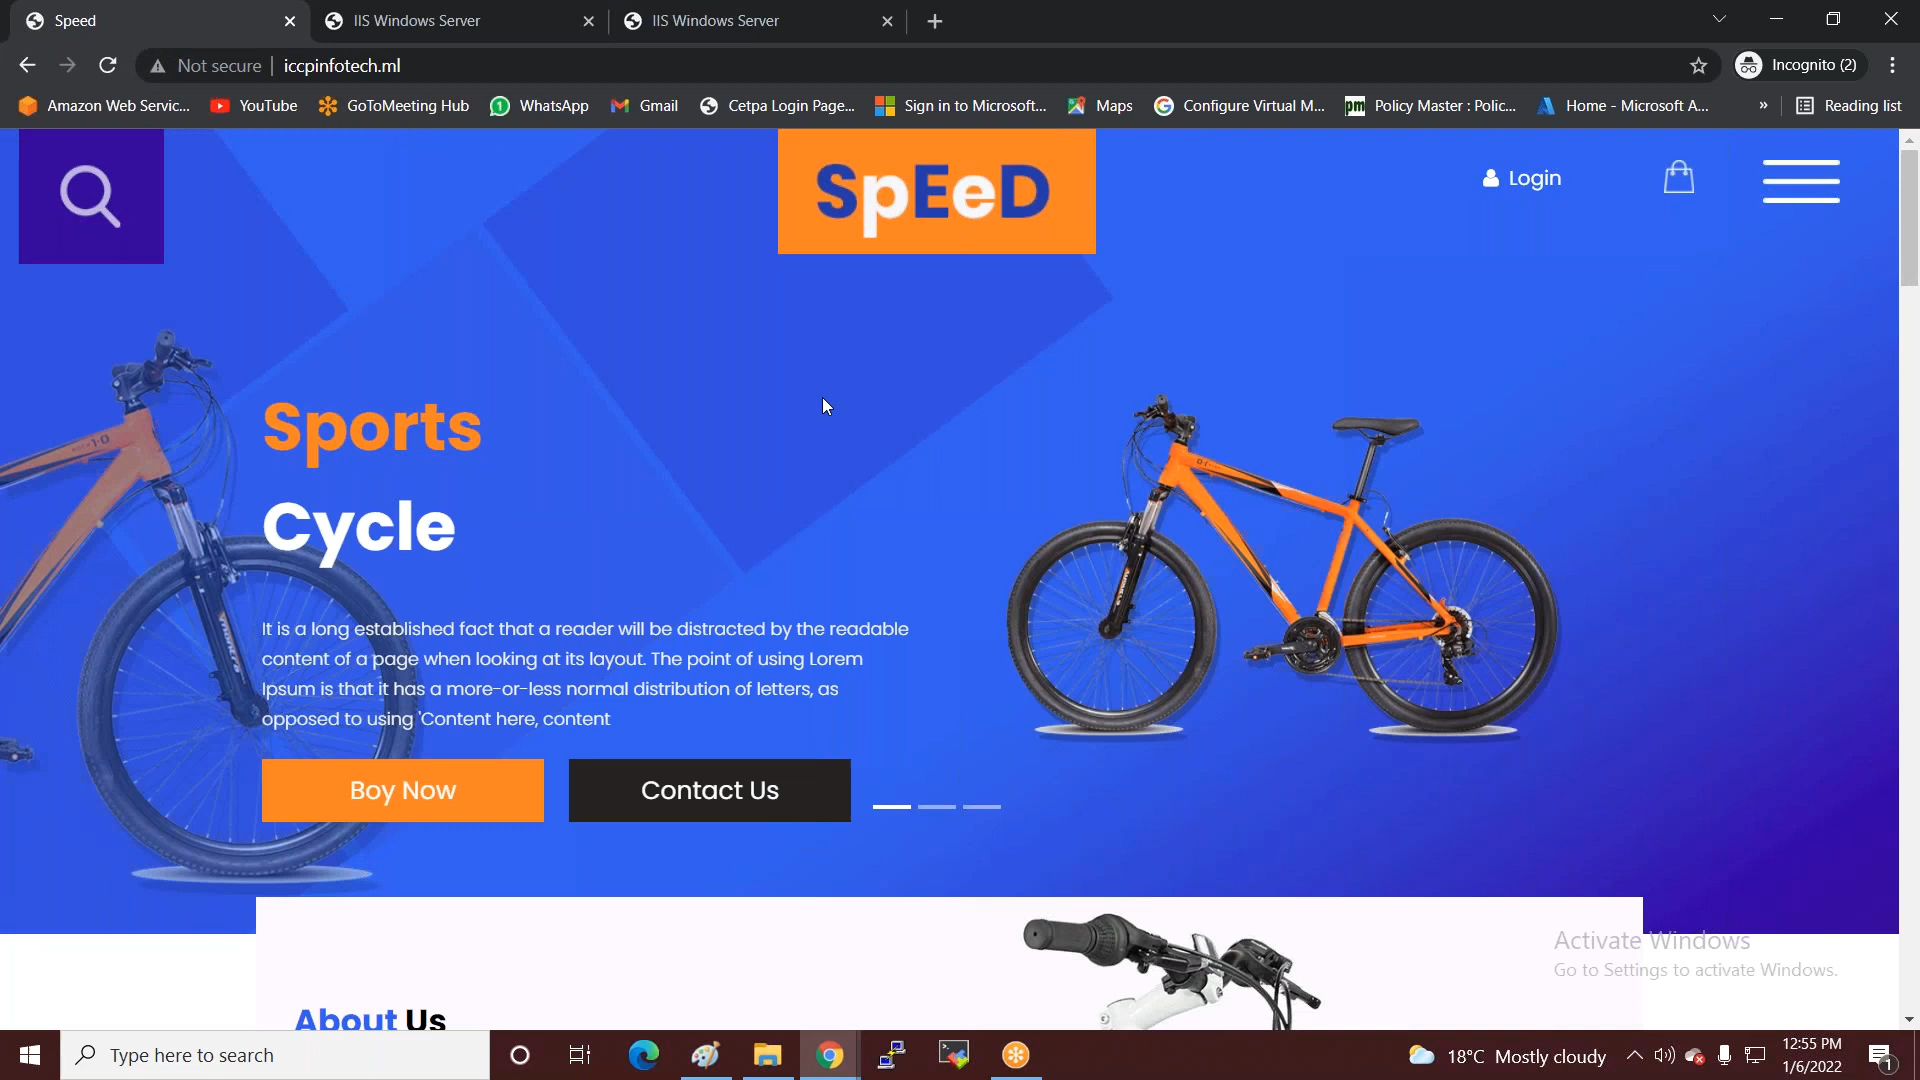 Speed
IIS Windows Server
IIS Windows Server
Not secure
iccpinfotech.ml
Incognito (2)
Amazon Web Servic...
YouTube
GoToMeeting Hub
WhatsApp
Gmail
Cetpa Login Page...
Sign in to Microsoft...
Maps
Configure Virtual M...
pm
Policy Master : Polic...
Home - Microsoft A...
»
Reading list
SpEeD
Login
Sports
Cycle
It is a long established fact that a reader will be distracted by the readable
content of a page when looking at its layout. The point of using Lorem
Ipsum is that it has a more-or-less normal distribution of letters, as
opposed to using 'Content here, content
Boy Now
Contact Us
About Us
Activate Windows
Go to Settings to activate Windows.
Type here to search
18°C Mostly cloudy
12:55 PM
1/6/2022
1